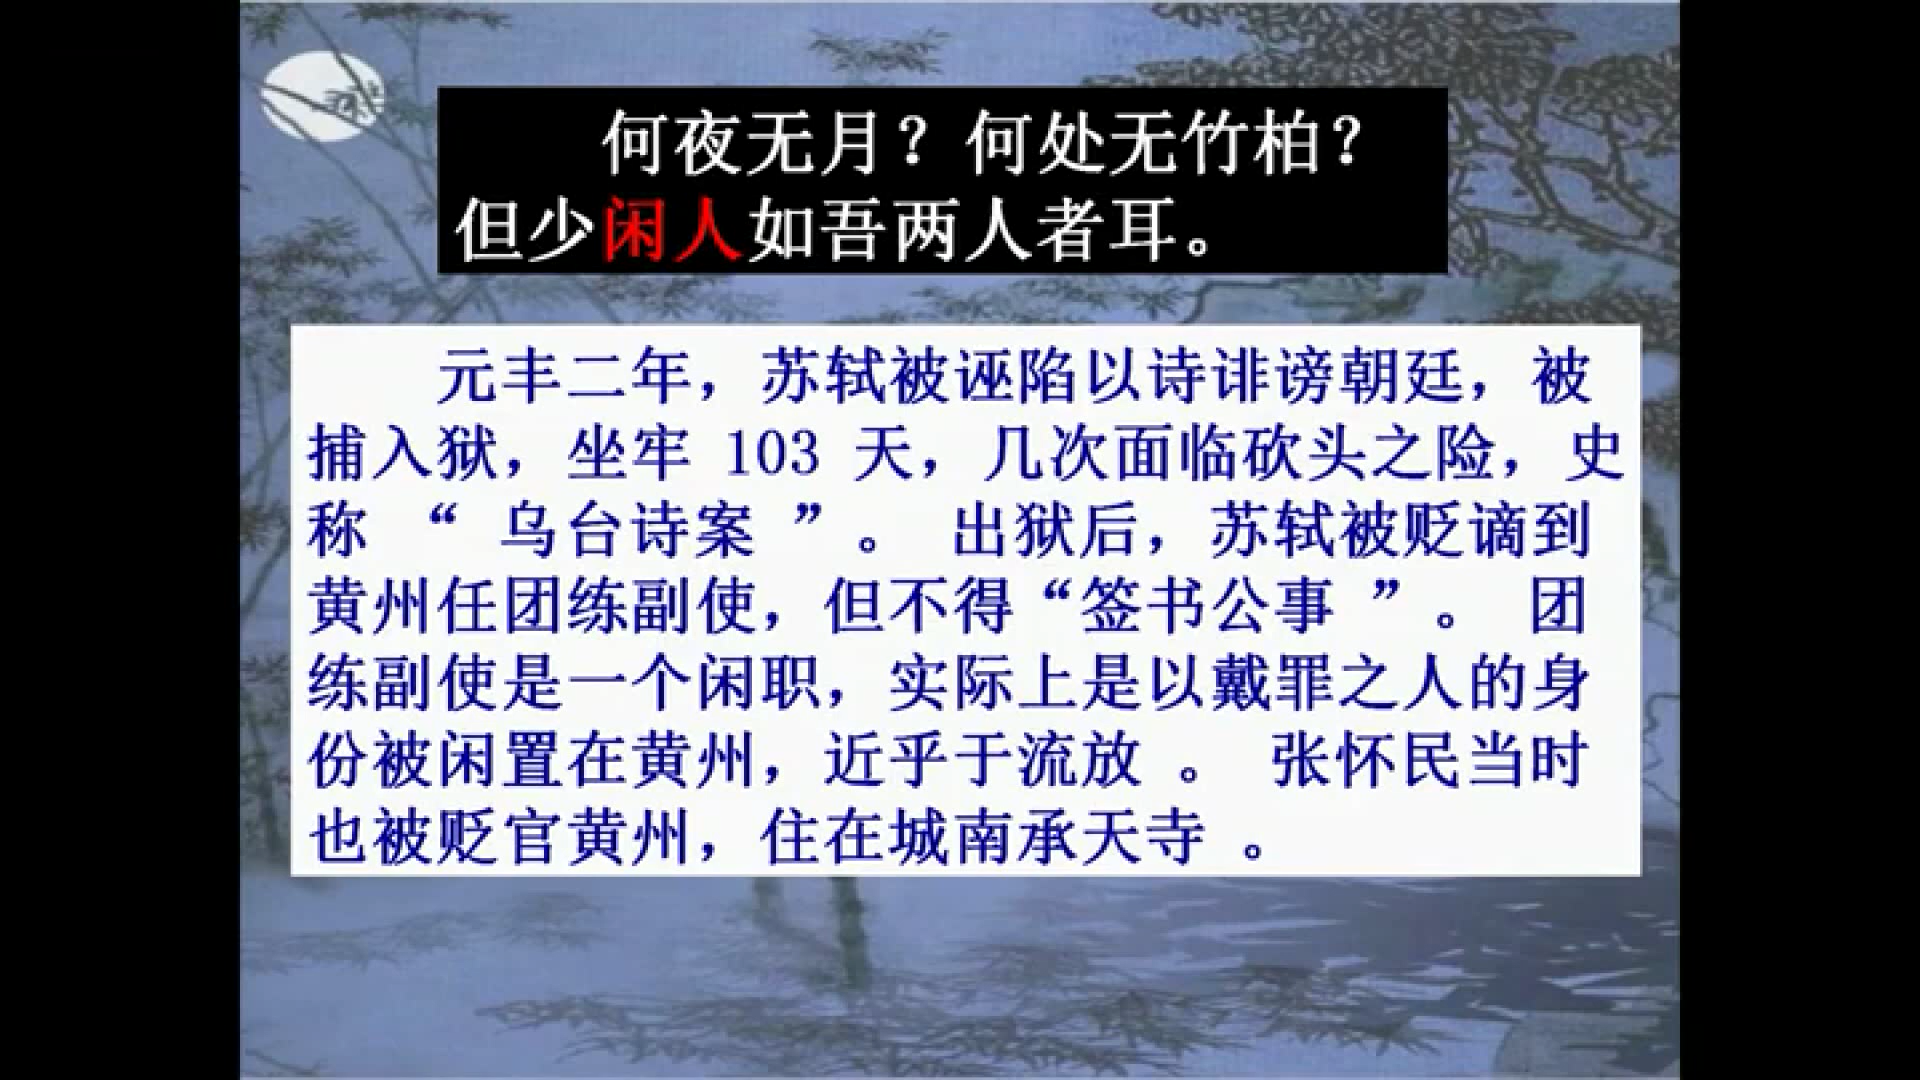 何夜无月？何处无竹柏？
但少闲人如吾两人者耳。
元丰二年，苏轼被诬陷以诗诽谤朝廷，被
捕入狱，坐牢 103 天，几次面临砍头之险，史
称 “ 乌台诗案 ”。 出狱后，苏轼被贬谪到
黄州任团练副使，但不得“签书公事 ”。 团
练副使是一个闲职，实际上是以戴罪之人的身
份被闲置在黄州，近乎于流放 。 张怀民当时
也被贬官黄州，住在城南承天寺 。